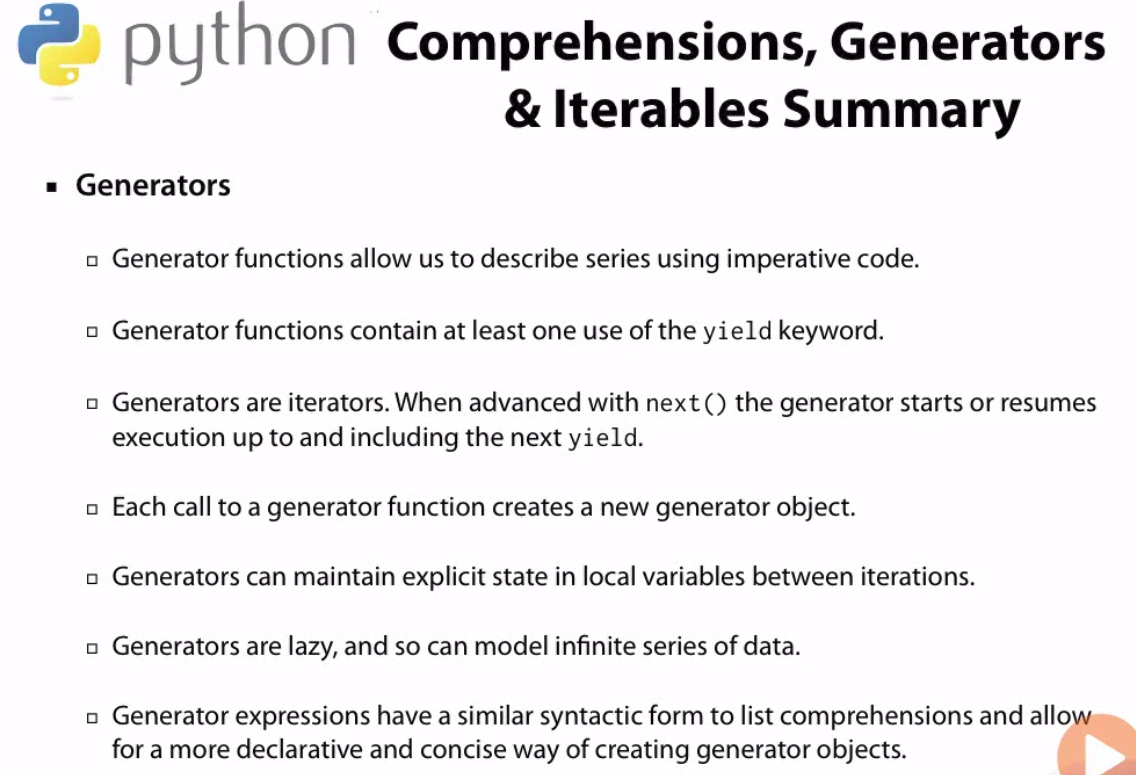 python
Comprehensions, Generators
& Iterables Summary
Generators
Generator functions allow us to describe series using imperative code.
Generator functions contain at least one use of the yield keyword.
Generators are iterators. When advanced with next() the generator starts or resumes
execution up to and including the next yield.
Each call to a generator function creates a new generator object.
Generators can maintain explicit state in local variables between iterations.
Generators are lazy, and so can model infinite series of data.
Generator expressions have a similar syntactic form to list comprehensions and allow
for a more declarative and concise way of creating generator objects.